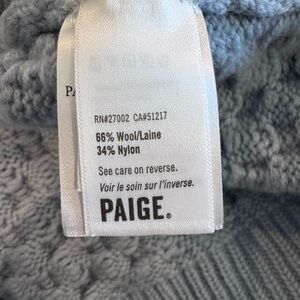 PA
RN#27002 CA#51217
66% Wool/Laine
34% Nylon
See care on reverse.
Voir le soin sur l'inverse.
PAIGE®